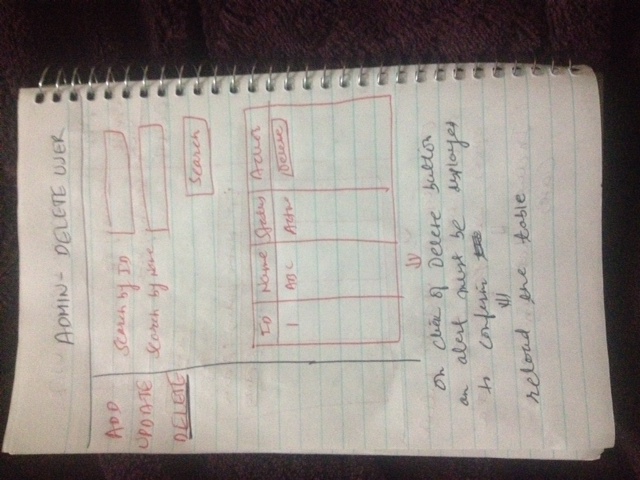 ADMIN - DELETE USER
ADD
UPDATE
DELETE
Search by ID
Search by Name
Search
ID Name Status Action
1 ABC Active Delete
on click of Delete button
an alert must be displayed
to confirm
reload the table